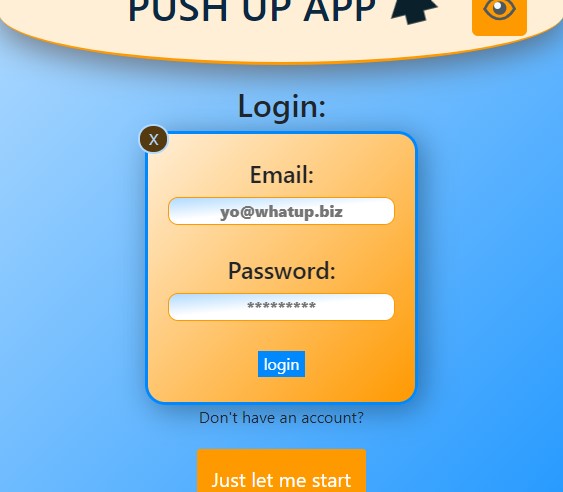 PUSH UP APP
Login:
X
Email:
yo@whatup.biz
Password:
*********
login
Don't have an account?
Just let me start